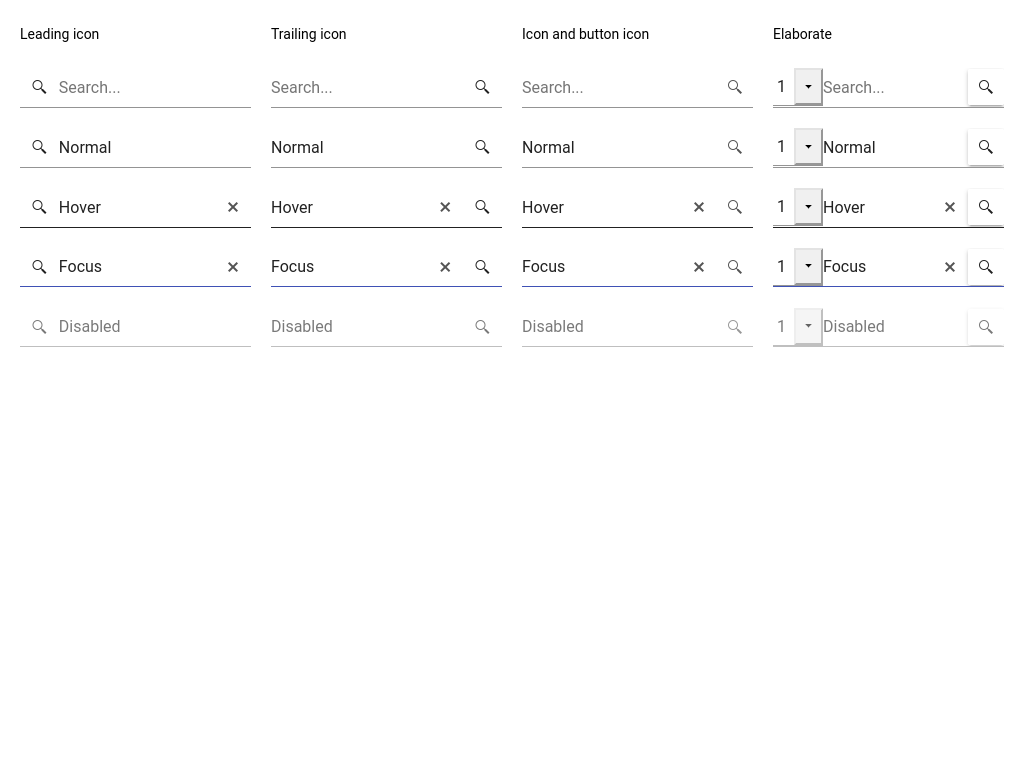 Leading icon Trailing icon Icon and button icon Elaborate
Search... Search... Search... 1 Search...
Normal Normal Normal 1 Normal
Hover Hover Hover 1 Hover
Focus Focus Focus 1 Focus
Disabled Disabled Disabled 1 Disabled